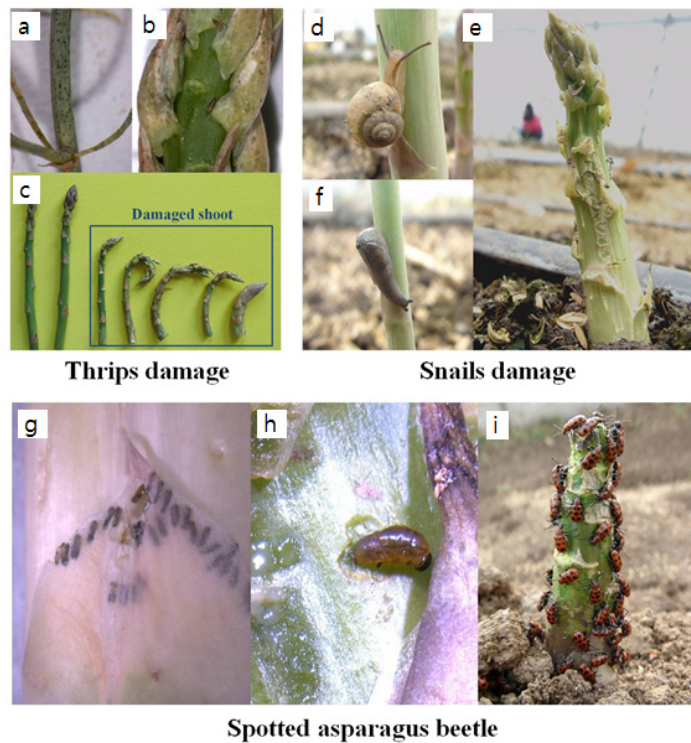 a
b
c
Damaged shoot
Thrips damage
d
e
f
Snails damage
g
h
i
Spotted asparagus beetle